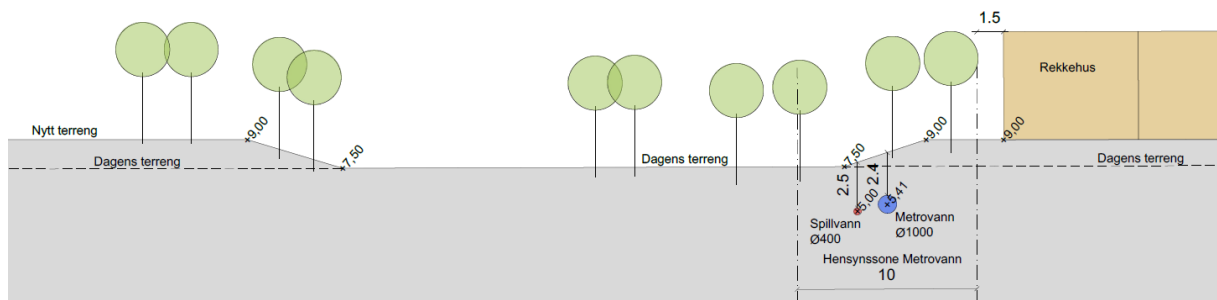 1.5
Rekkehus
Nytt terreng
9,00
9,00
9,00
Dagens terreng
7,50
Dagens terreng
7,50
Dagens terreng
2.5
2.4
5,00
5,41
Spillvann
Ø400
Metrovann
Ø1000
Hensynssone Metrovann
10